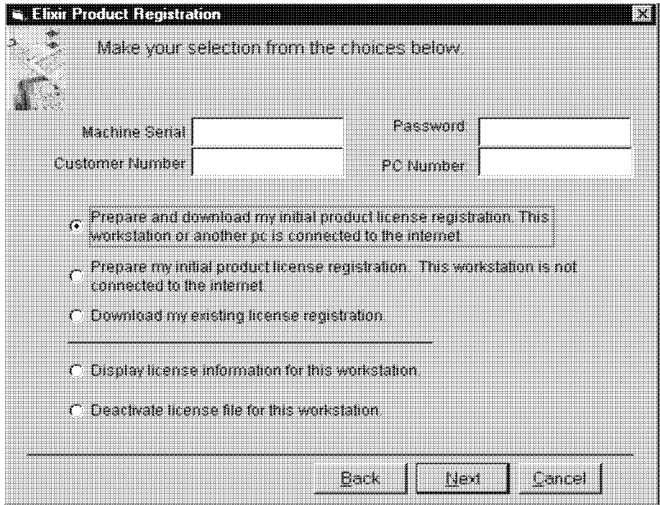 Elixir Product Registration
Make your selection from the choices below.
Machine Serial
Password
Customer Number
PC Number
Prepare and download my initial product license registration. This
workstation or another pc is connected to the internet
Prepare my initial product license registration. This workstation is not
connected to the internet
Download my existing license registration.
Display license information for this workstation.
Deactivate license file for this workstation.
Back
Next
Cancel